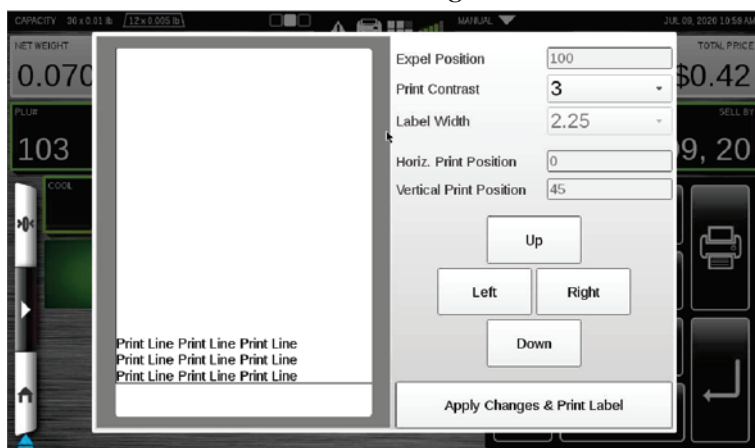 CAPACITY 30 x 0.01 lb 12 x 0.005 lb MANUAL JUL 09, 2020 10:59 AM
NET WEIGHT TOTAL PRICE
0.070 $0.42
PLU# SELL BY
103 09, 20
COOL
>0<
Expel Position 100
Print Contrast 3
Label Width 2.25
Horiz. Print Position 0
Vertical Print Position 45
Up
Left Right
Down
Apply Changes & Print Label
Print Line Print Line Print Line
Print Line Print Line Print Line
Print Line Print Line Print Line